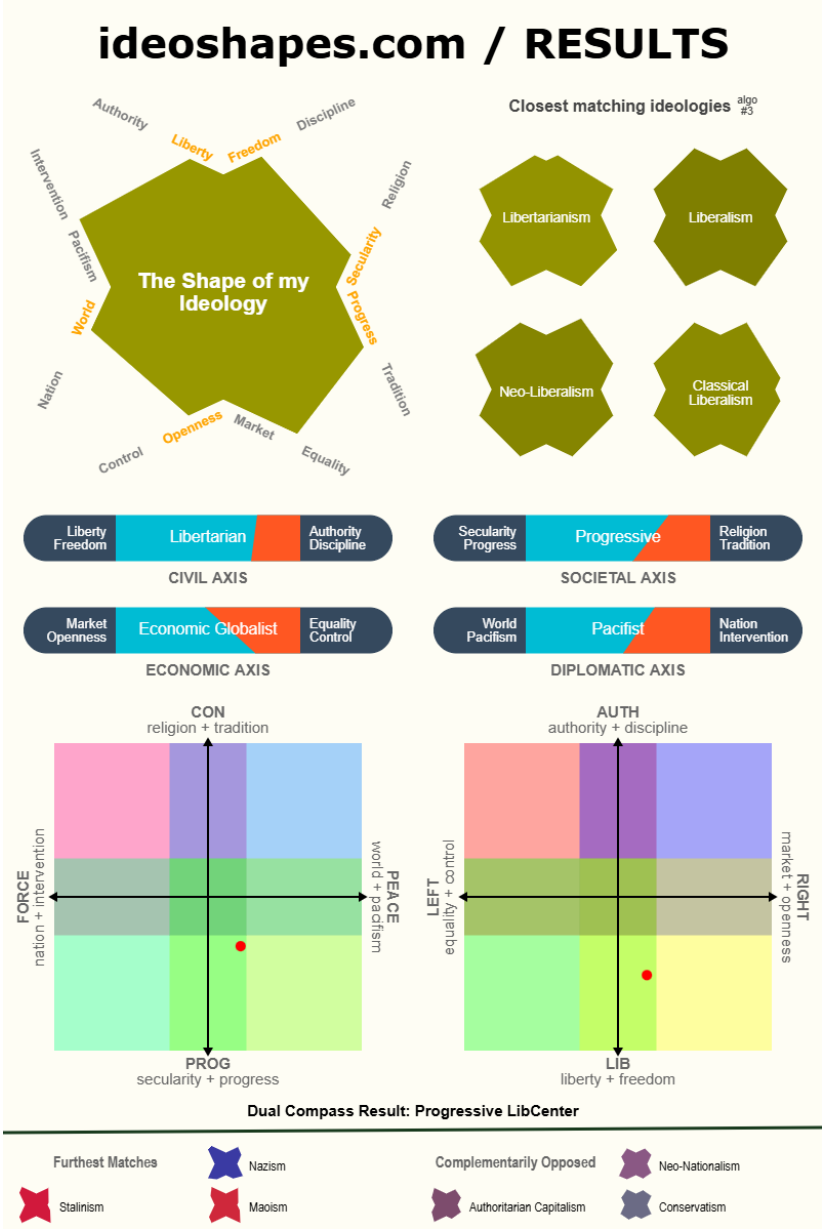 ideoshapes.com / RESULTS
Authority
Liberty
Freedom
Discipline
Intervention
Pacifism
Religion
Secularity
The Shape of my
Ideology
World
Progress
Nation
Tradition
Control
Openness
Market
Equality
Closest matching ideologies algo
#3
Libertarianism
Liberalism
Neo-Liberalism
Classical
Liberalism
Liberty
Freedom
Libertarian
Authority
Discipline
CIVIL AXIS
Secularity
Progress
Progressive
Religion
Tradition
SOCIETAL AXIS
Market
Openness
Economic Globalist
Equality
Control
ECONOMIC AXIS
World
Pacifism
Pacifist
Nation
Intervention
DIPLOMATIC AXIS
CON
religion + tradition
FORCE
nation + intervention
PEACE
world + pacifism
PROG
secularity + progress
AUTH
authority + discipline
LEFT
equality + control
RIGHT
market + openness
LIB
liberty + freedom
Dual Compass Result: Progressive LibCenter
Furthest Matches
Nazism
Stalinism
Maoism
Complementarily Opposed
Neo-Nationalism
Authoritarian Capitalism
Conservatism